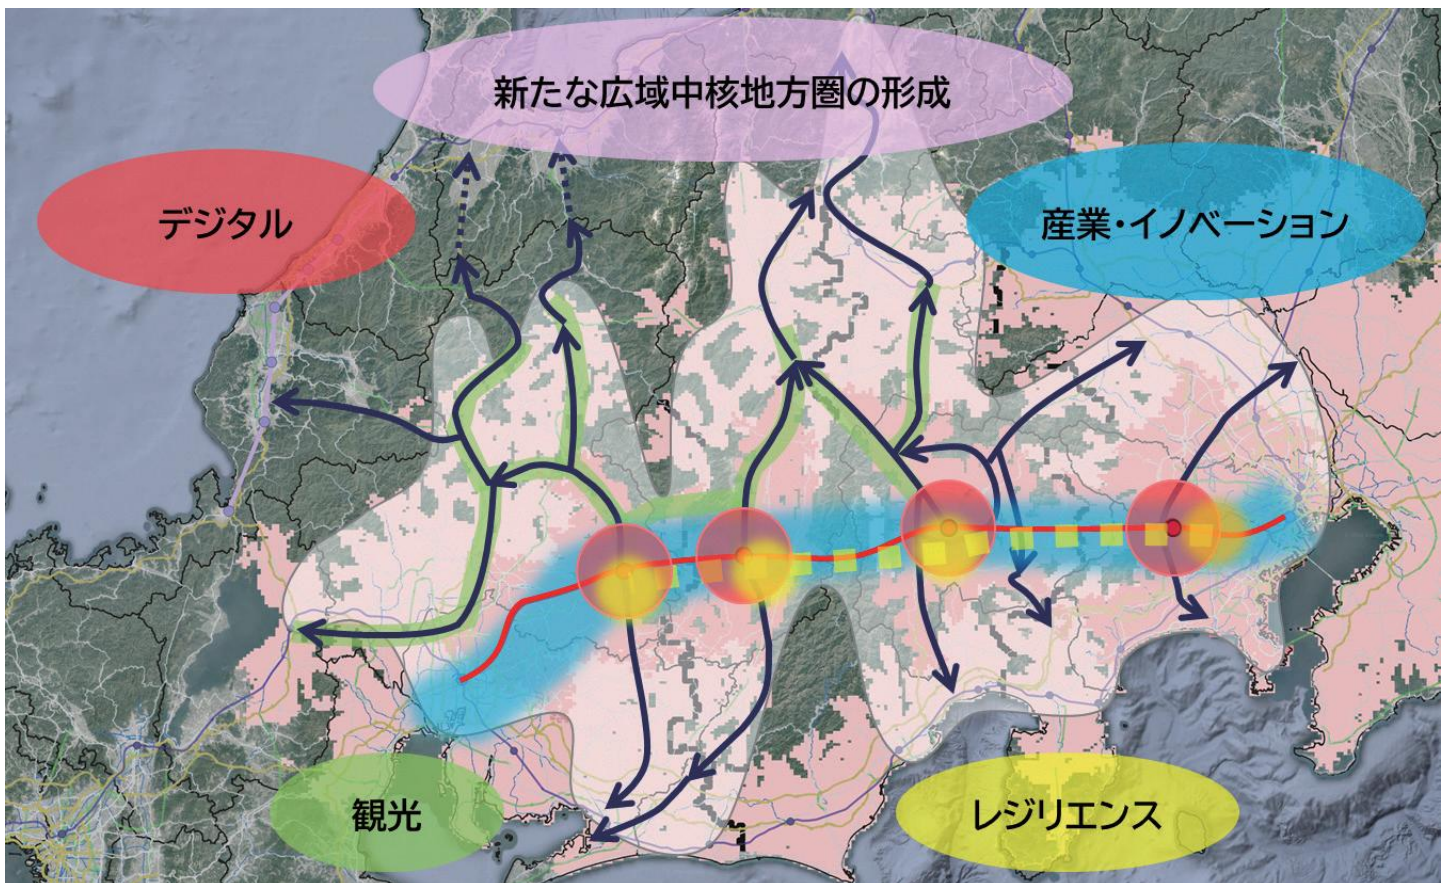 新たな広域中核地方圏の形成
デジタル
産業・イノベーション
観光
レジリエンス